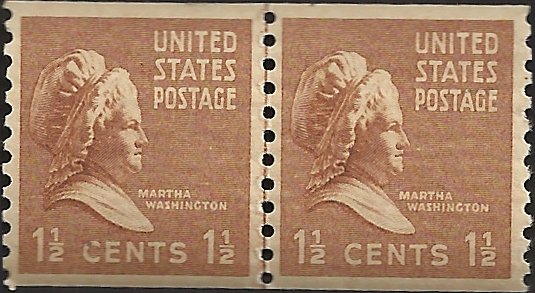 UNITED
STATES
POSTAGE
MARTHA
WASHINGTON
1½ CENTS 1½
UNITED
STATES
POSTAGE
MARTHA
WASHINGTON
1½ CENTS 1½